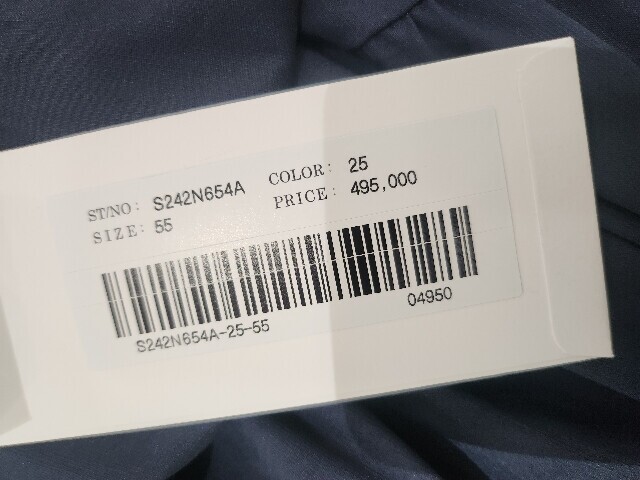 ST/NO: S242N654A COLOR: 25
SIZE: 55 PRICE: 495,000
S242N654A-25-55 04950